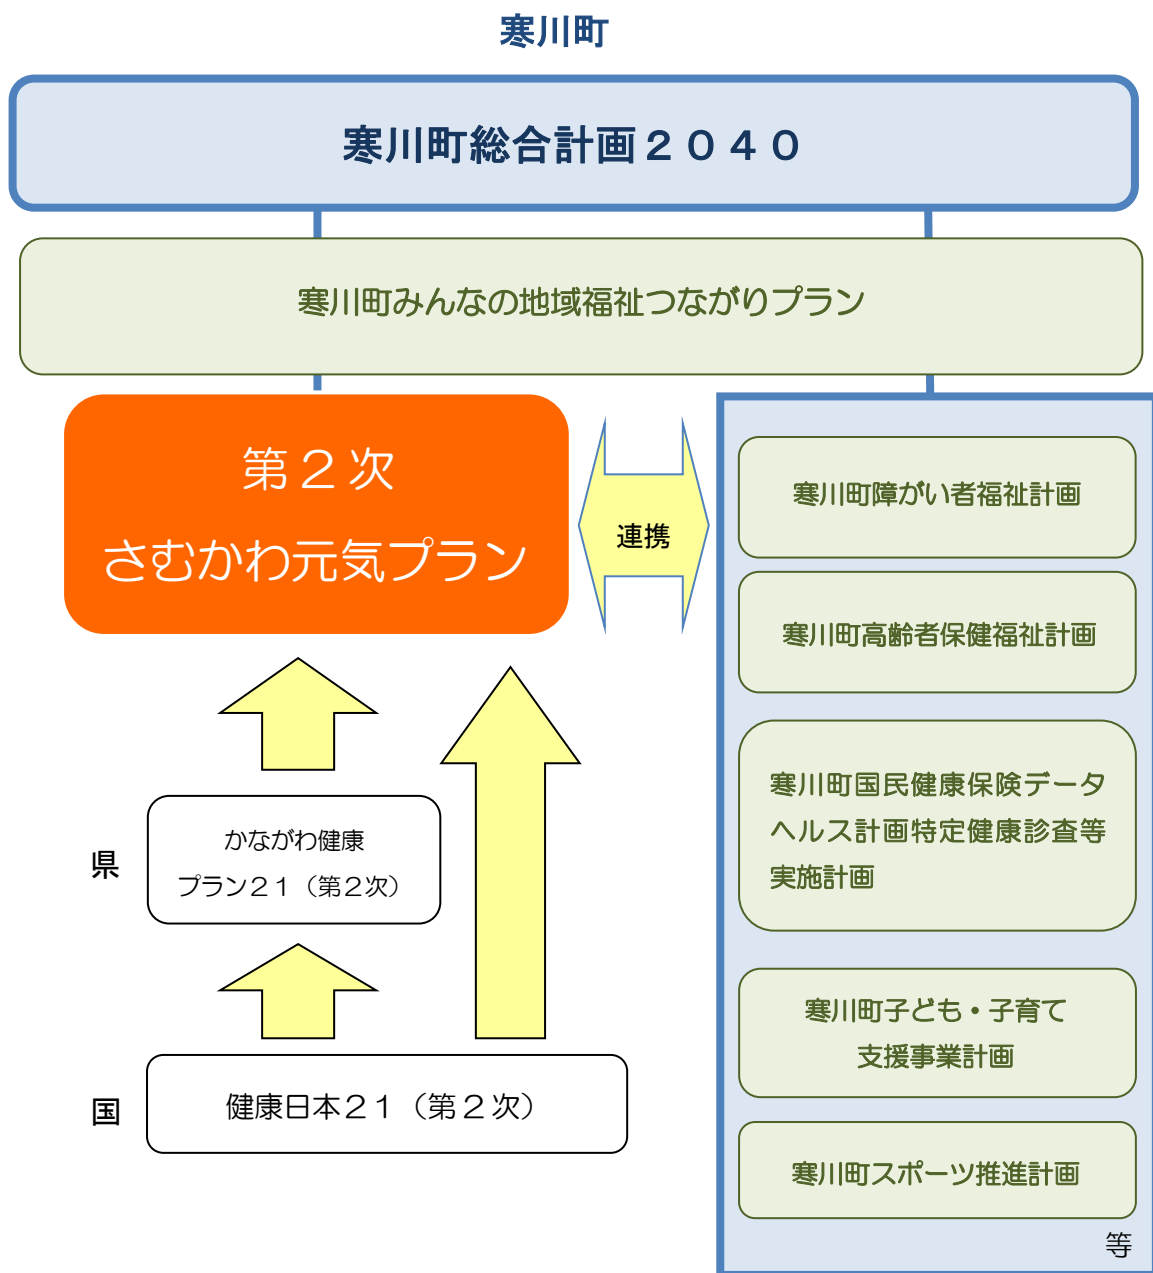 寒川町
寒川町総合計画２０４０
寒川町みんなの地域福祉つながりプラン
第２次
さむかわ元気プラン
連携
寒川町障がい者福祉計画
寒川町高齢者保健福祉計画
寒川町国民健康保険データ
ヘルス計画特定健康診査等
実施計画
寒川町子ども・子育て
支援事業計画
寒川町スポーツ推進計画
等
県
かながわ健康
プラン２１（第２次）
国
健康日本２１（第２次）